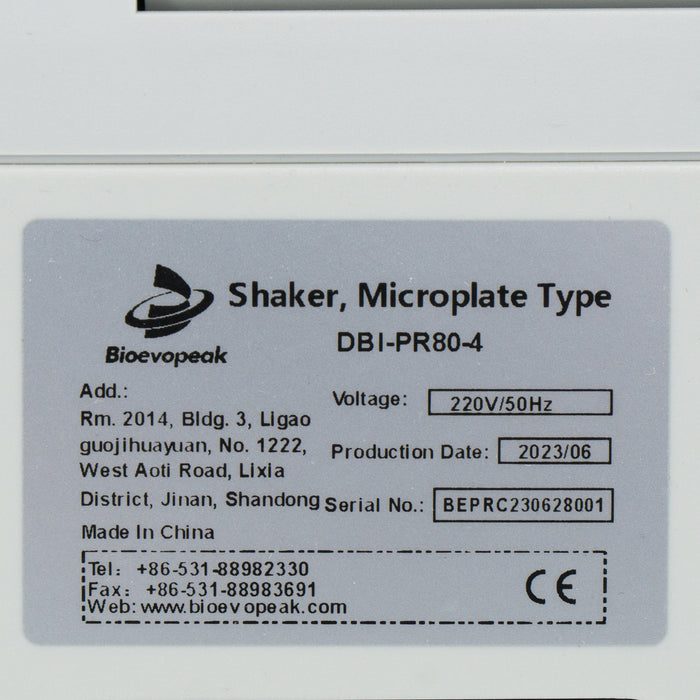 Shaker, Microplate Type
Bioevopeak
DBI-PR80-4
Add.:
Rm. 2014, Bldg. 3, Ligao
guojihuayuan, No. 1222,
West Aoti Road, Lixia
District, Jinan, Shandong
Made In China
Voltage: 220V/50Hz
Production Date: 2023/06
Serial No.: BEPRC230628001
Tel: +86-531-88982330
Fax: +86-531-88983691
Web: www.bioevopeak.com
CE